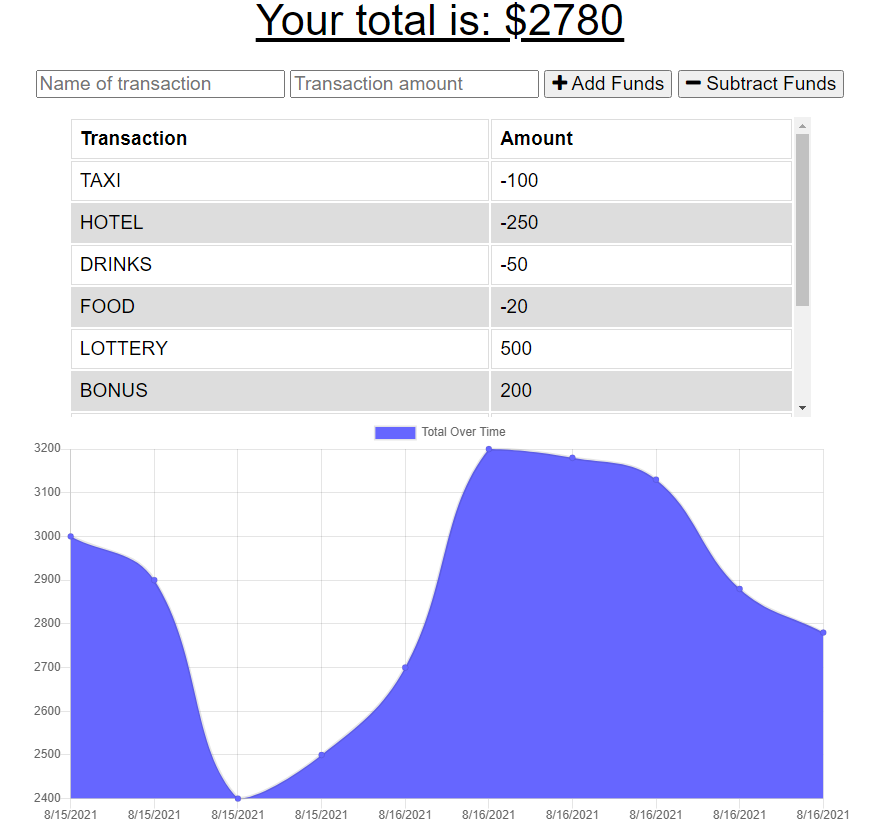 Your total is: $2780
Name of transaction Transaction amount + Add Funds − Subtract Funds
Transaction Amount
TAXI -100
HOTEL -250
DRINKS -50
FOOD -20
LOTTERY 500
BONUS 200
Total Over Time
3200
3100
3000
2900
2800
2700
2600
2500
2400
8/15/2021 8/15/2021 8/15/2021 8/15/2021 8/16/2021 8/16/2021 8/16/2021 8/16/2021 8/16/2021 8/16/2021